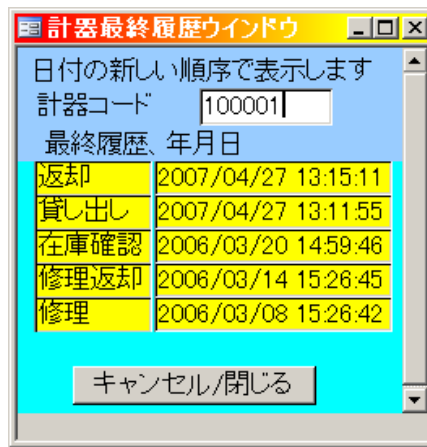 計器最終履歴ウインドウ
日付の新しい順序で表示します
計器コード 100001
最終履歴、年月日
返却 2007/04/27 13:15:11
貸し出し 2007/04/27 13:11:55
在庫確認 2006/03/20 14:59:46
修理返却 2006/03/14 15:26:45
修理 2006/03/08 15:26:42
キャンセル/閉じる